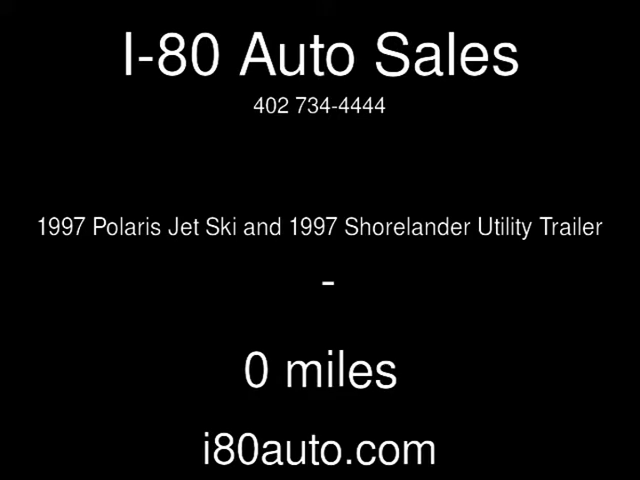 I-80 Auto Sales
402 734-4444
1997 Polaris Jet Ski and 1997 Shorelander Utility Trailer
-
0 miles
i80auto.com